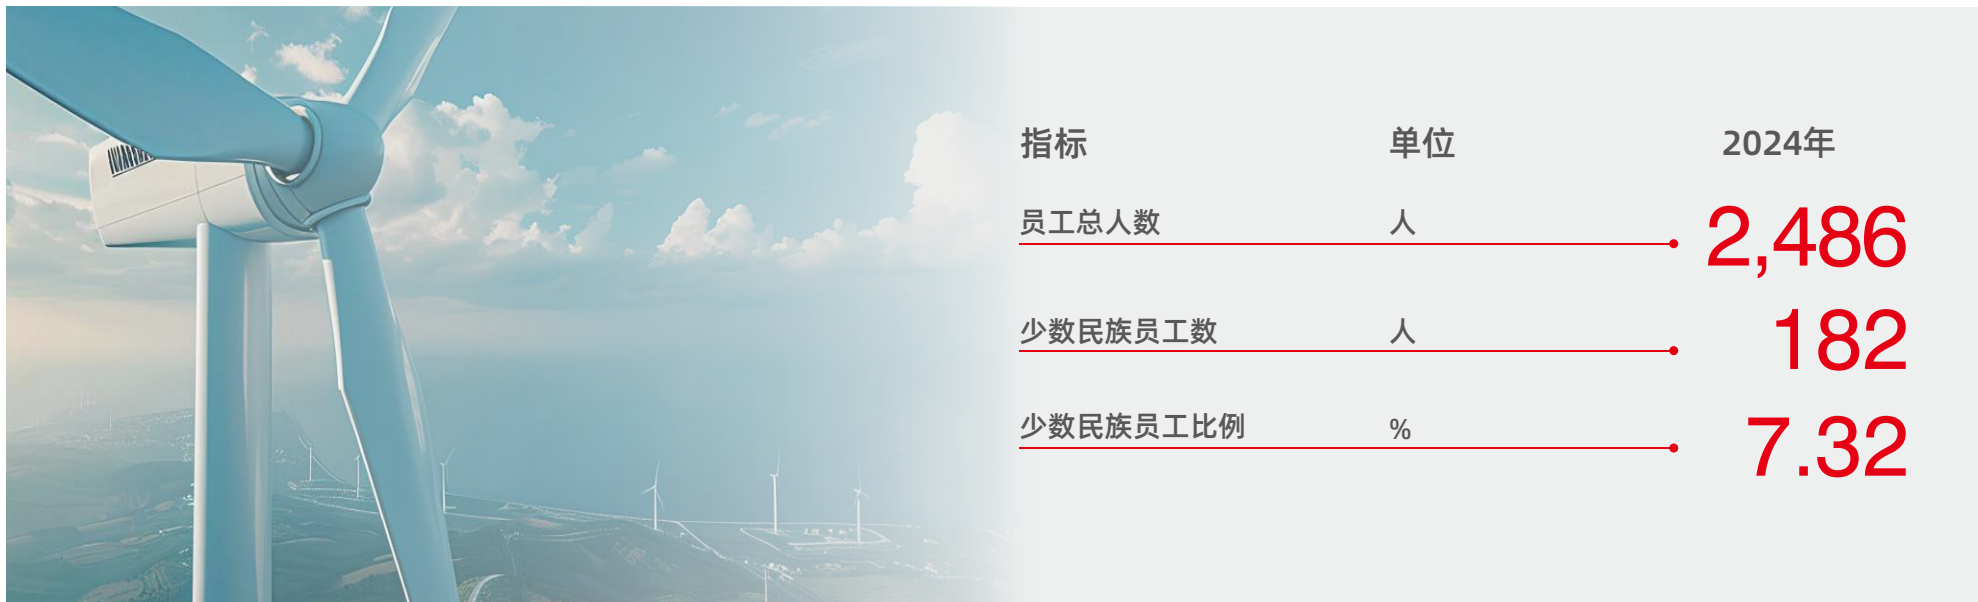 指标 单位 2024年
员工总人数 人 2,486
少数民族员工数 人 182
少数民族员工比例 % 7.32